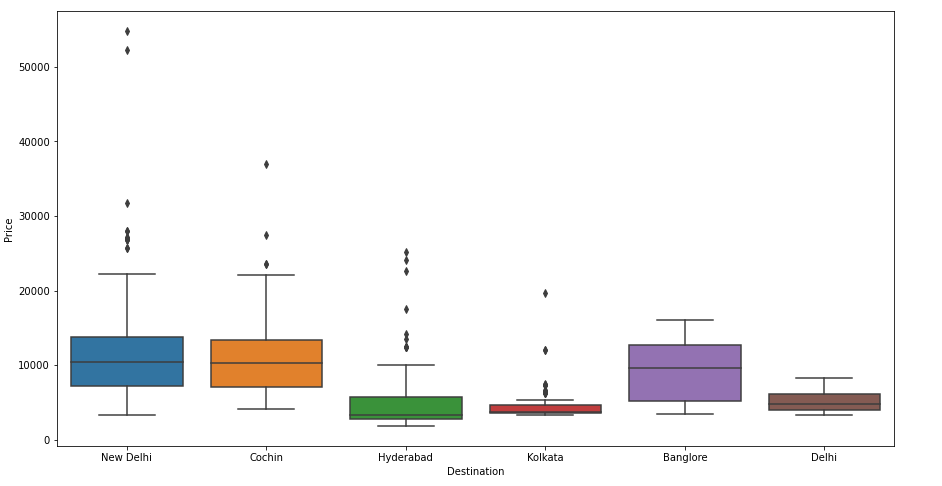 50000
40000
30000
20000
10000
0
Price
New Delhi
Cochin
Hyderabad
Kolkata
Banglore
Delhi
Destination